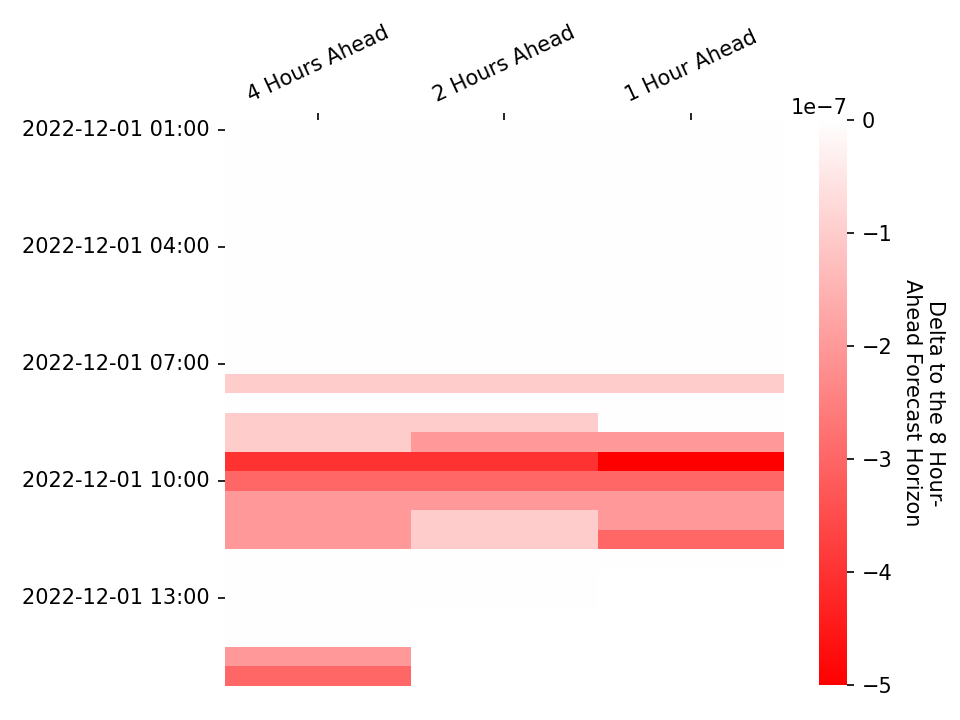 4 Hours Ahead
2 Hours Ahead
1 Hour Ahead
1e−7
2022-12-01 01:00
2022-12-01 04:00
2022-12-01 07:00
2022-12-01 10:00
2022-12-01 13:00
0
−1
−2
−3
−4
−5
Delta to the 8 Hour-
Ahead Forecast Horizon